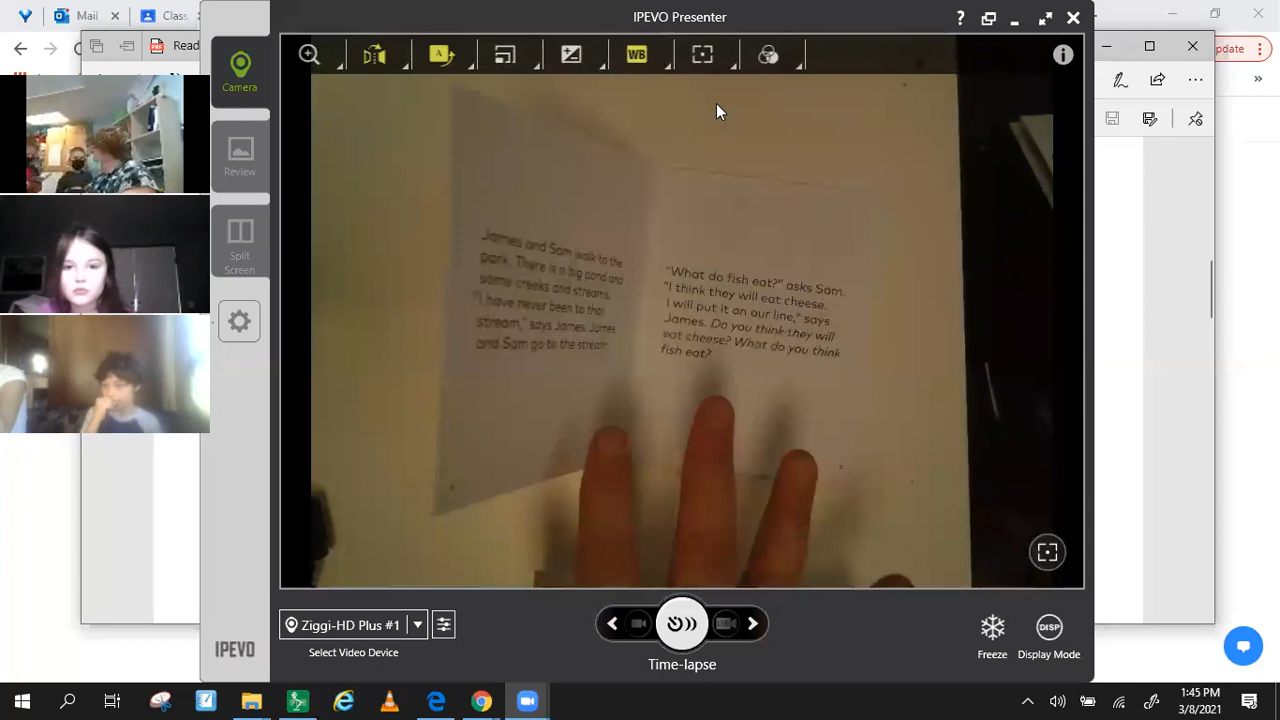 IPEVO Presenter
Mail
Class
Read
update
Camera
Review
Split
Screen
WB
James and Sam walk to the
park. There is a big pond and
some creeks and streams.
"I have never been to that
stream," says James. James
and Sam go to the stream
"What do fish eat?" asks Sam.
"I think they will eat cheese.
I will put it on our line," says
James. Do you think they will
eat cheese? What do you think
fish eat?
Ziggi-HD Plus #1
Select Video Device
IPEVO
Time-lapse
Freeze
DISP
Display Mode
1:45 PM
3/8/2021